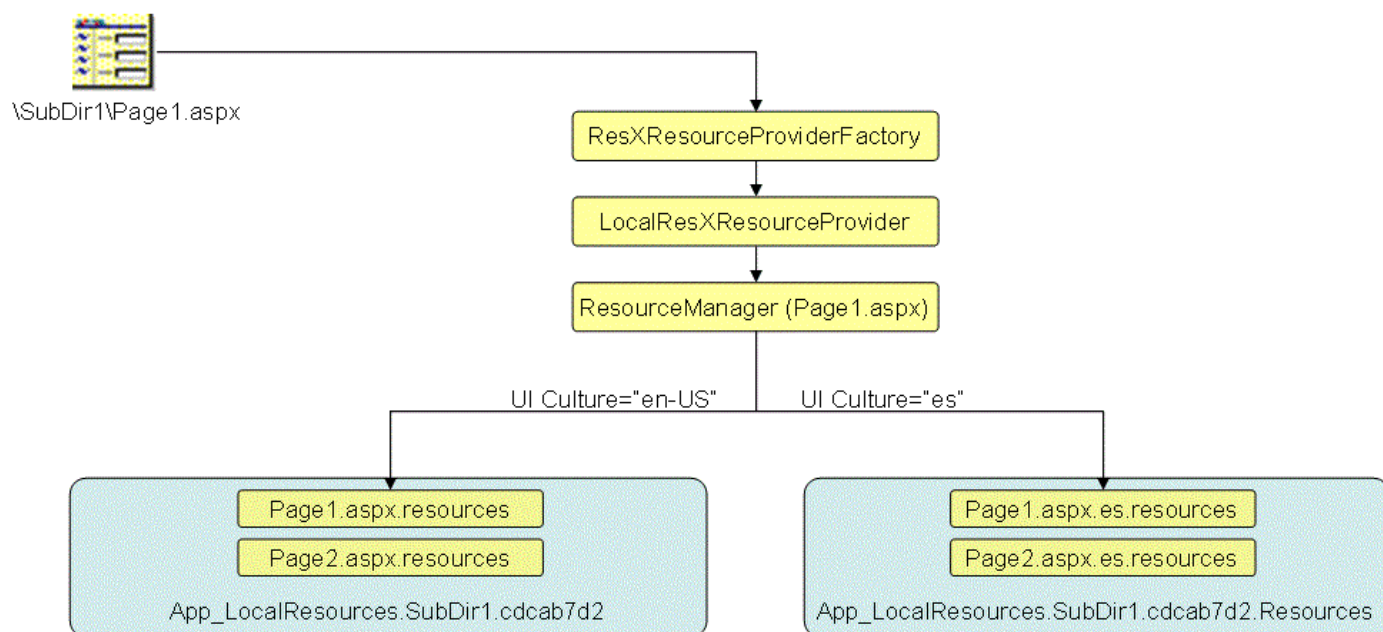 \SubDir1\Page1.aspx
ResXResourceProviderFactory
LocalResXResourceProvider
ResourceManager (Page1.aspx)
UI Culture="en-US"
UI Culture="es"
Page1.aspx.resources
Page2.aspx.resources
App_LocalResources.SubDir1.cdcab7d2
Page1.aspx.es.resources
Page2.aspx.es.resources
App_LocalResources.SubDir1.cdcab7d2.Resources